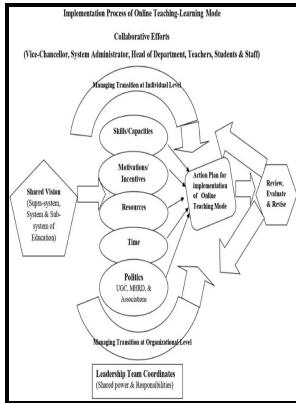 Implementation Process of Online Teaching-Learning Mode
Collaborative Efforts
(Vice-Chancellor, System Administrator, Head of Department, Teachers, Students & Staff)
Managing Transition at Individual Level
Skills/Capacities
Motivations/
Incentives
Resources
Time
Politics
UGC, MHRD, &
Associations
Shared Vision
(Supra-system,
System & Sub-
system of
Education)
Action Plan for
implementation
of Online
Teaching Mode
Review,
Evaluate
& Revise
Managing Transition at Organizational Level
Leadership Team Coordinates
(Shared power & Responsibilities)